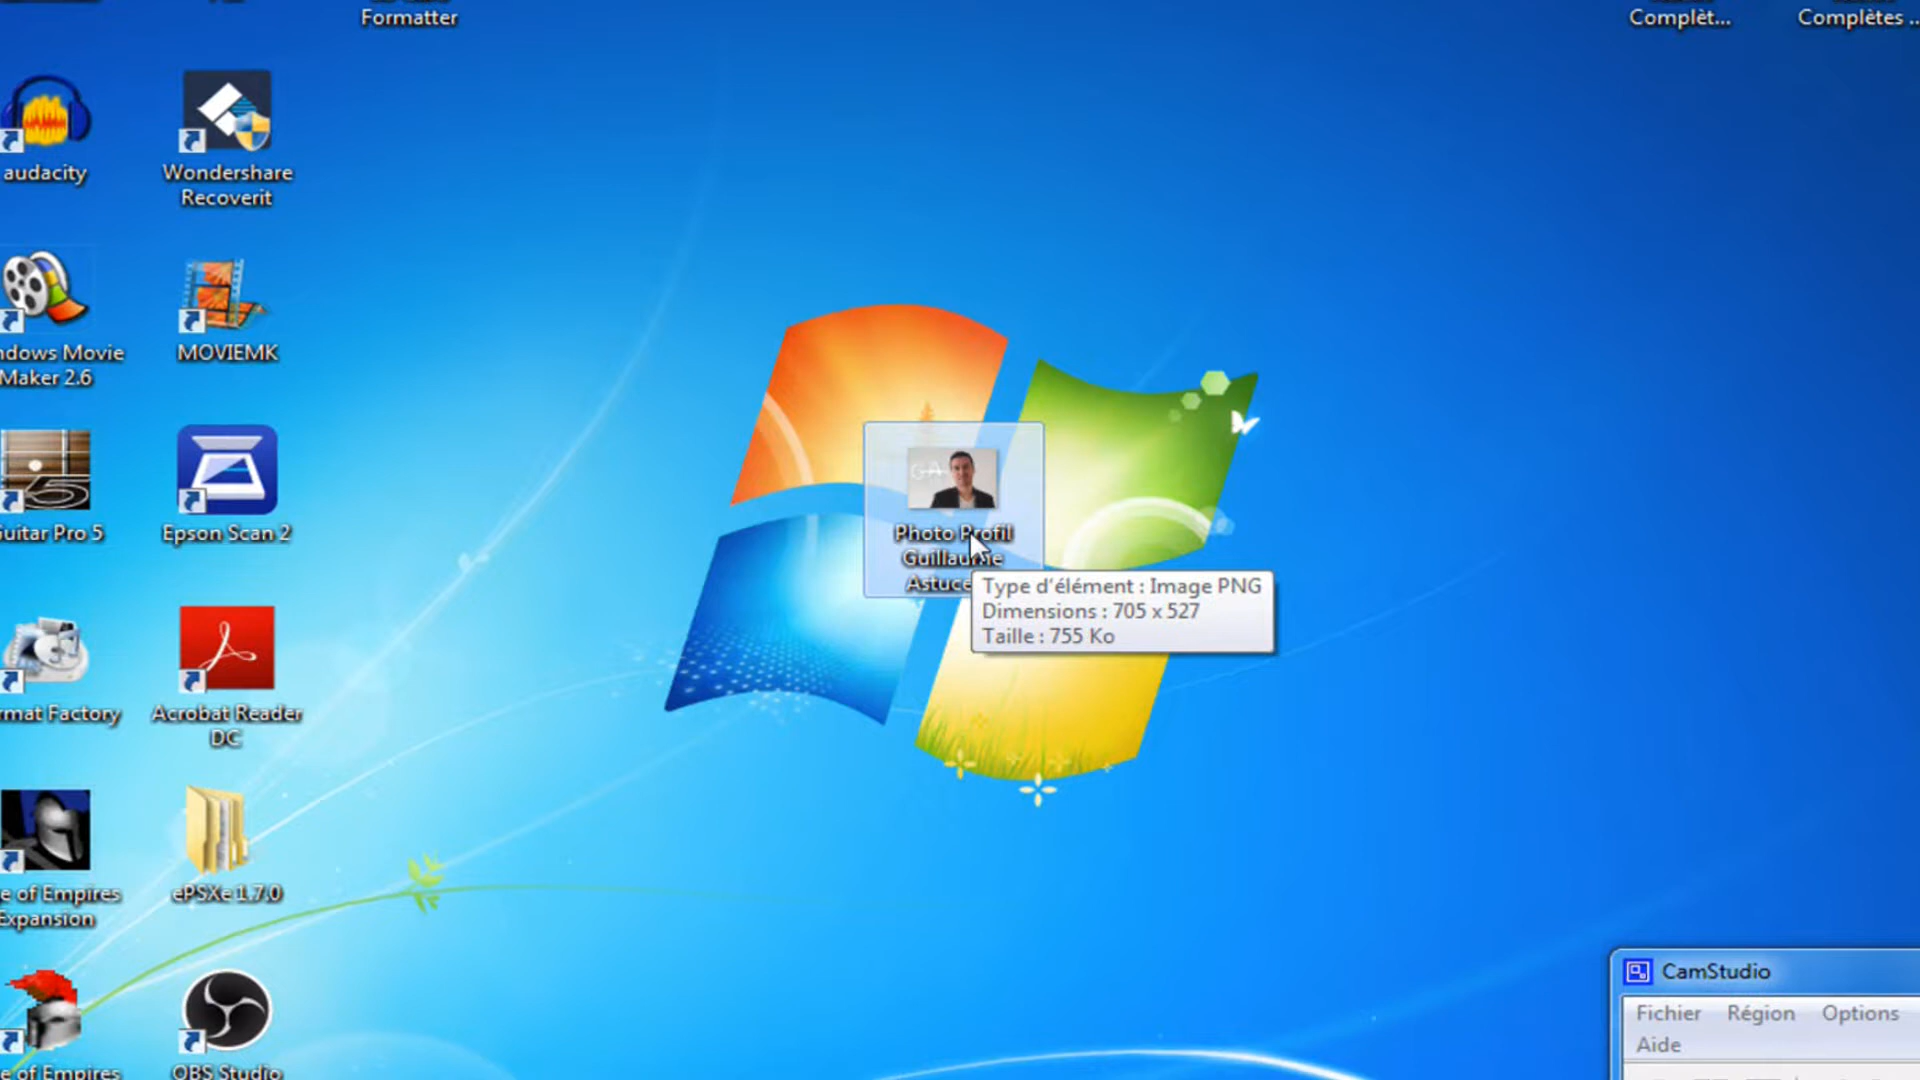 Formatter
Complèt...
Complètes ...
audacity
Wondershare
Recoverit
ndows Movie
Maker 2.6
MOVIEMK
5
uitar Pro 5
Epson Scan 2
GA
Photo Profil
Guillaume
Astuce
Type d'élément : Image PNG
Dimensions : 705 x 527
Taille : 755 Ko
rmat Factory
Acrobat Reader
DC
e of Empires
Expansion
ePSXe 1.7.0
e of Empires
OBS Studio
CamStudio
Fichier Région Options
Aide